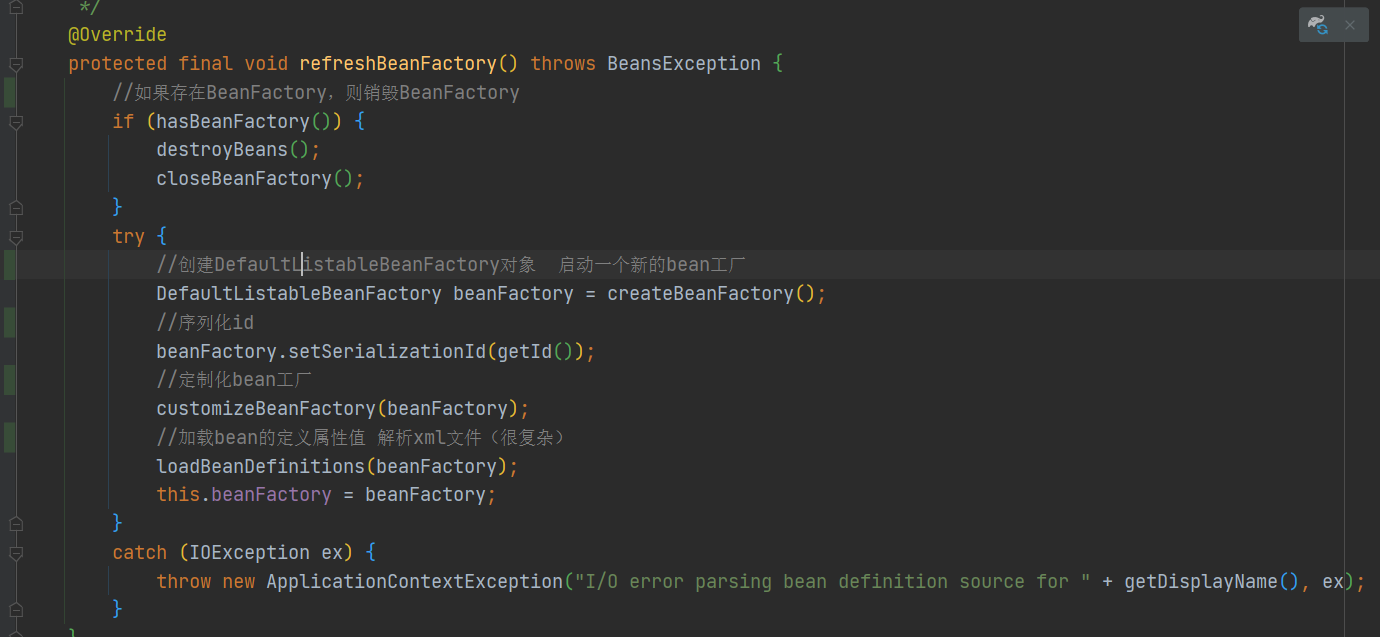 */
@Override
protected final void refreshBeanFactory() throws BeansException {
//如果存在BeanFactory，则销毁BeanFactory
if (hasBeanFactory()) {
destroyBeans();
closeBeanFactory();
}
try {
//创建DefaultListableBeanFactory对象  启动一个新的bean工厂
DefaultListableBeanFactory beanFactory = createBeanFactory();
//序列化id
beanFactory.setSerializationId(getId());
//定制化bean工厂
customizeBeanFactory(beanFactory);
//加载bean的定义属性值 解析xml文件（很复杂）
loadBeanDefinitions(beanFactory);
this.beanFactory = beanFactory;
}
catch (IOException ex) {
throw new ApplicationContextException("I/O error parsing bean definition source for " + getDisplayName(), ex);
}
}